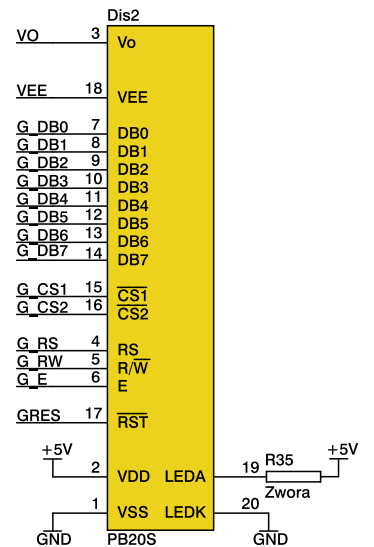 Dis2
VO 3 Vo
VEE 18 VEE
G_DB0 7 DB0
G_DB1 8 DB1
G_DB2 9 DB2
G_DB3 10 DB3
G_DB4 11 DB4
G_DB5 12 DB5
G_DB6 13 DB6
G_DB7 14 DB7
G_CS1 15 CS1
G_CS2 16 CS2
G_RS 4 RS
G_RW 5 R/W
G_E 6 E
GRES 17 RST
+5V 2 VDD LEDA 19 R35 +5V
Zwora
1 VSS LEDK 20
GND PB20S GND